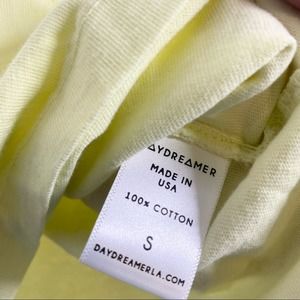 DAYDREAMER
MADE IN
USA
100% COTTON
S
DAYDREAMERLA.COM